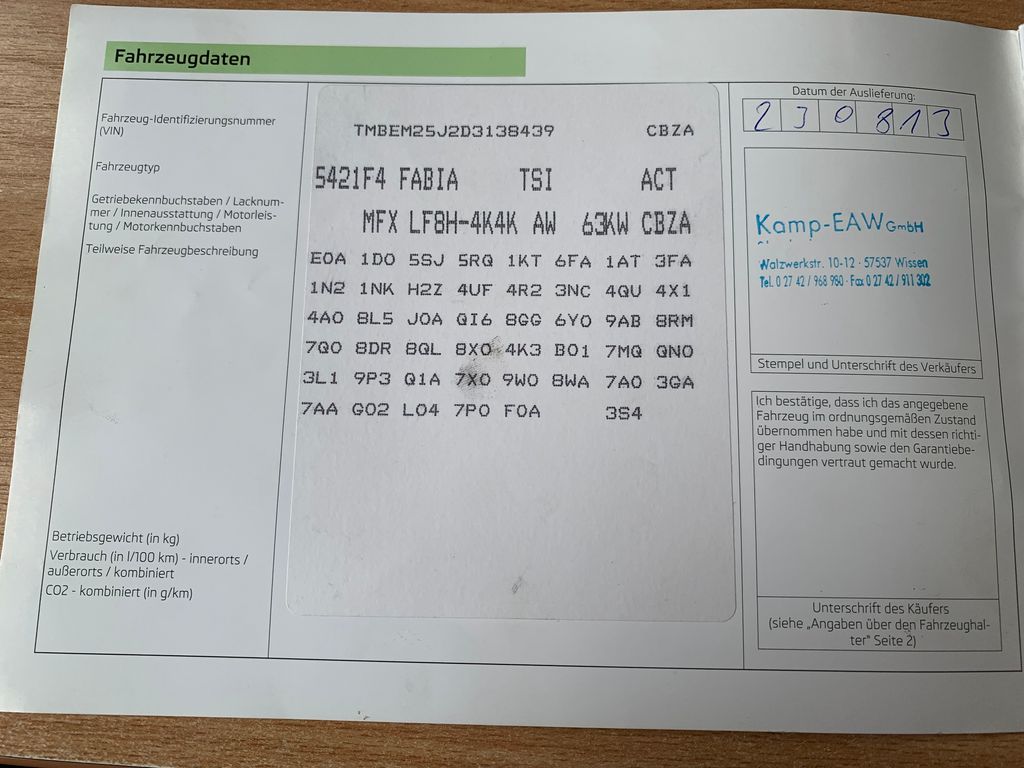 Fahrzeugdaten
Fahrzeug-Identifizierungsnummer
(VIN)
Fahrzeugtyp
Getriebekennbuchstaben / Lacknum-
mer / Innenausstattung / Motorleis-
tung / Motorkennbuchstaben
Teilweise Fahrzeugbeschreibung
Betriebsgewicht (in kg)
Verbrauch (in l/100 km) - innerorts /
außerorts / kombiniert
CO2 - kombiniert (in g/km)
TMBEM25J2D3138439 CBZA
5421F4 FABIA TSI ACT
MFX LF8H-4K4K AW 63KW CBZA
E0A 1D0 5SJ 5RQ 1KT 6FA 1AT 3FA
1N2 1NK H2Z 4UF 4R2 3NC 4QU 4X1
4A0 8L5 J0A QI6 8GG 6Y0 9AB 8RM
7Q0 8DR 8QL 8X0 4K3 B01 7MQ QN0
3L1 9P3 Q1A 7X0 9W0 8WA 7A0 3GA
7AA G02 L04 7P0 F0A 3S4
Datum der Auslieferung:
230813
Kamp-EAW GmbH
Walzwerkstr. 10-12 · 57537 Wissen
Tel. 0 27 42 / 968 980 · Fax 0 27 42 / 911 302
Stempel und Unterschrift des Verkäufers
Ich bestätige, dass ich das angegebene
Fahrzeug im ordnungsgemäßen Zustand
übernommen habe und mit dessen richti-
ger Handhabung sowie den Garantiebe-
dingungen vertraut gemacht wurde.
Unterschrift des Käufers
(siehe „Angaben über den Fahrzeughal-
ter" Seite 2)